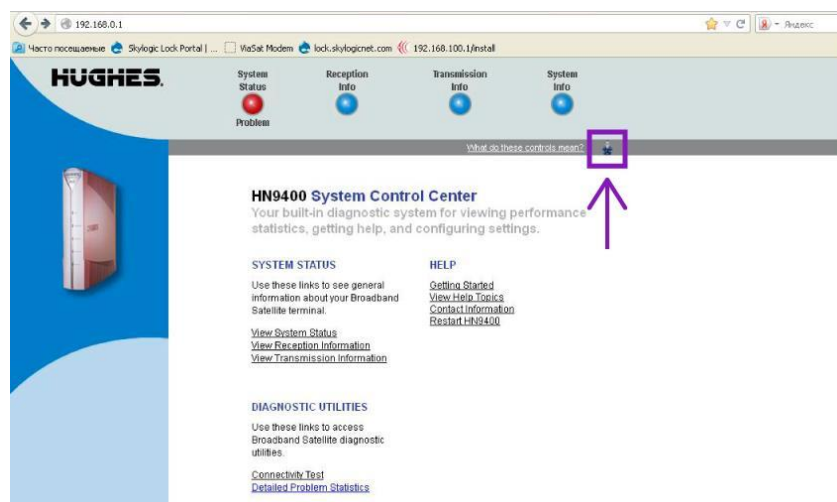 192.168.0.1
Яндекс
Часто посещаемые Skylogic Lock Portal | ... ViaSat Modem lock.skylogicnet.com 192.168.100.1/install
HUGHES.
System Status
Reception Info
Transmission Info
System Info
Problem
What do these controls mean?
HN9400 System Control Center
Your built-in diagnostic system for viewing performance
statistics, getting help, and configuring settings.
SYSTEM STATUS
Use these links to see general
information about your Broadband
Satellite terminal.
View System Status
View Reception Information
View Transmission Information
HELP
Getting Started
View Help Topics
Contact Information
Restart HN9400
DIAGNOSTIC UTILITIES
Use these links to access
Broadband Satellite diagnostic
utilities.
Connectivity Test
Detailed Problem Statistics